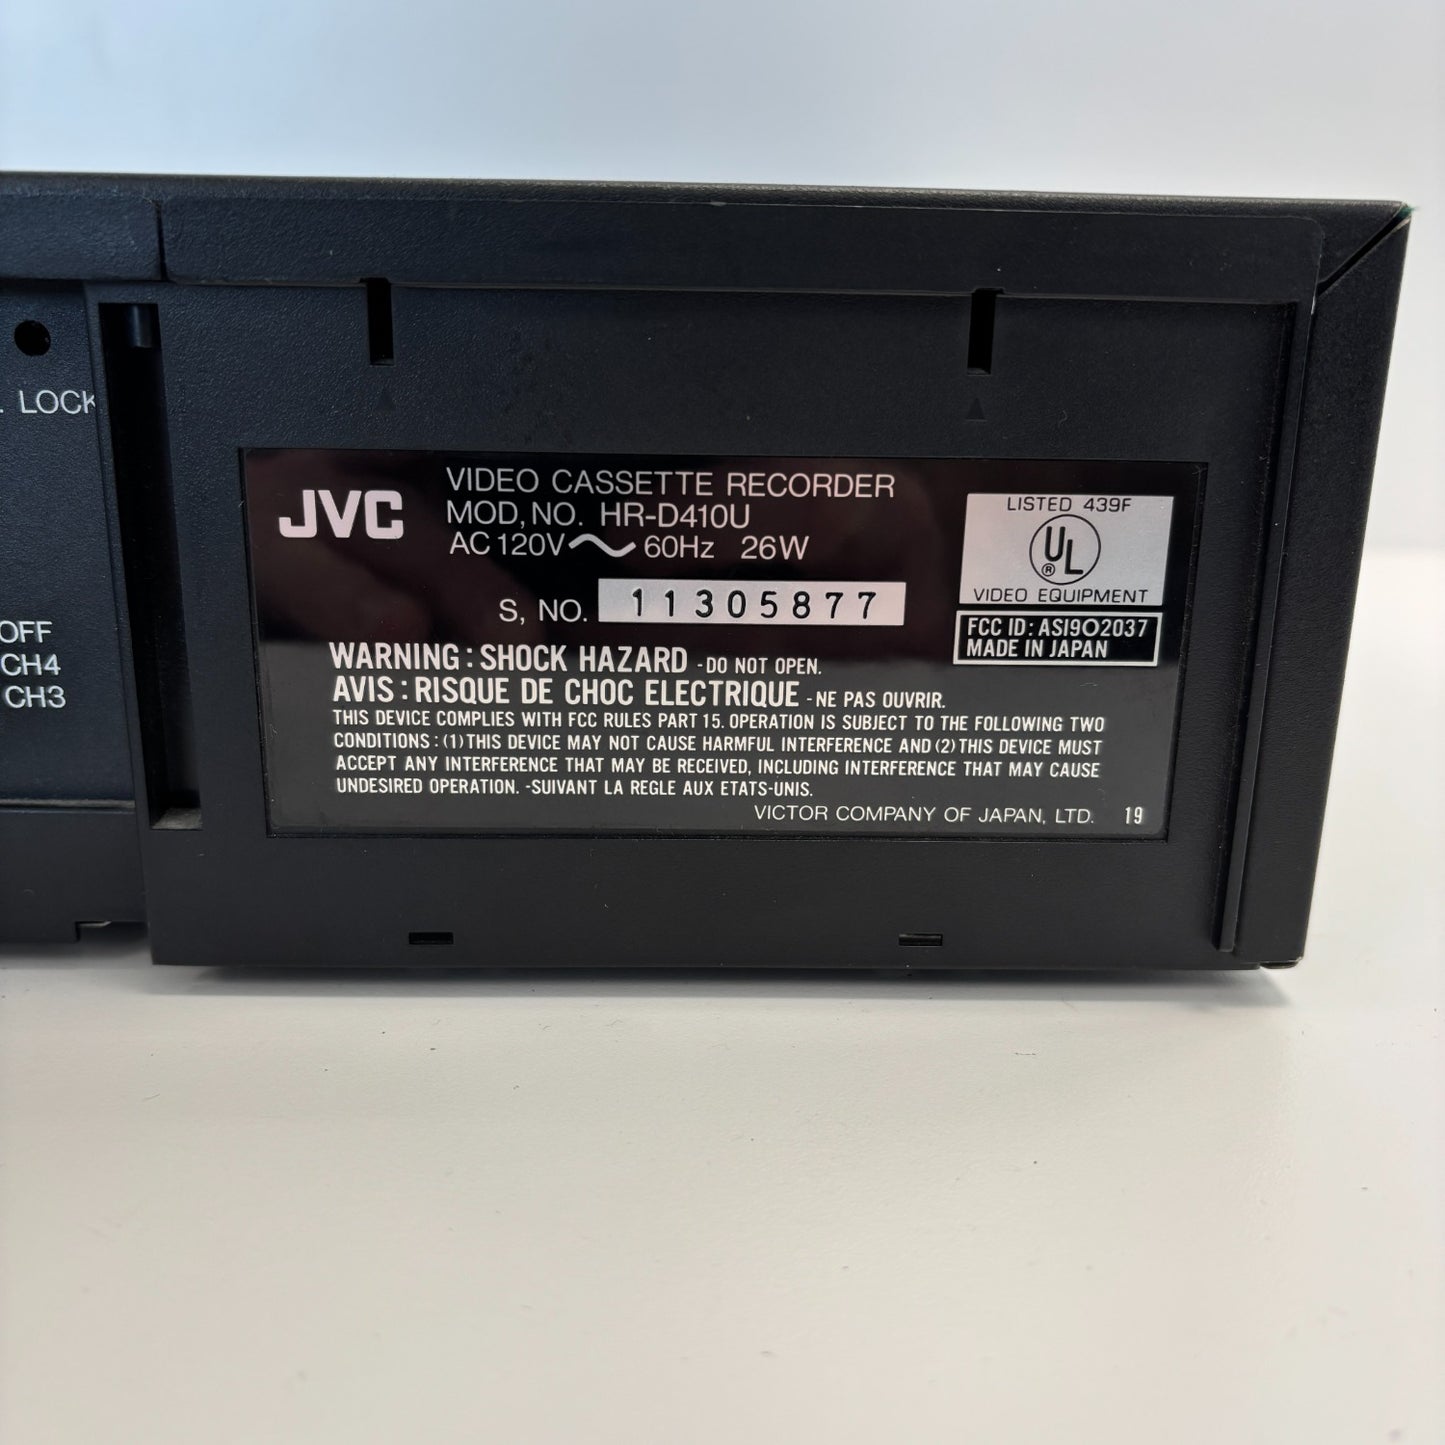 . LOCK
OFF
CH4
CH3
JVC
VIDEO CASSETTE RECORDER
MOD, NO. HR-D410U
AC 120V 60Hz 26W
S, NO. 11305877
LISTED 439F
UL
®
VIDEO EQUIPMENT
FCC ID: ASI9O2037
MADE IN JAPAN
WARNING : SHOCK HAZARD - DO NOT OPEN.
AVIS : RISQUE DE CHOC ELECTRIQUE - NE PAS OUVRIR.
THIS DEVICE COMPLIES WITH FCC RULES PART 15. OPERATION IS SUBJECT TO THE FOLLOWING TWO
CONDITIONS : (1) THIS DEVICE MAY NOT CAUSE HARMFUL INTERFERENCE AND (2) THIS DEVICE MUST
ACCEPT ANY INTERFERENCE THAT MAY BE RECEIVED, INCLUDING INTERFERENCE THAT MAY CAUSE
UNDESIRED OPERATION. -SUIVANT LA REGLE AUX ETATS-UNIS.
VICTOR COMPANY OF JAPAN, LTD. 19